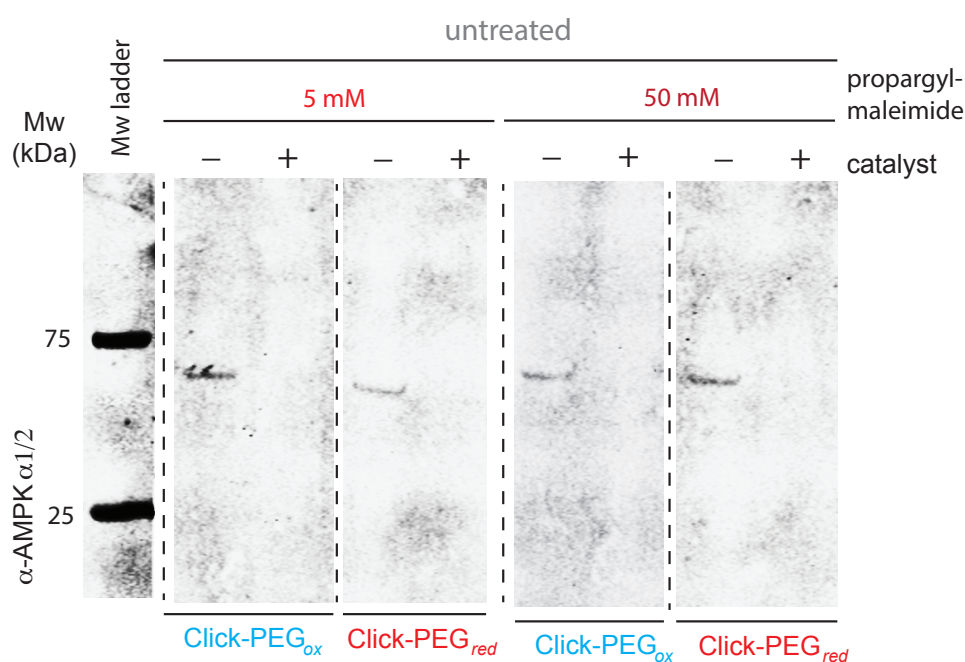 untreated
Mw ladder
5 mM
50 mM
propargyl-
maleimide
Mw
(kDa)
− + − + − + − +
catalyst
75
25
α-AMPK α1/2
Click-PEGox
Click-PEGred
Click-PEGox
Click-PEGred